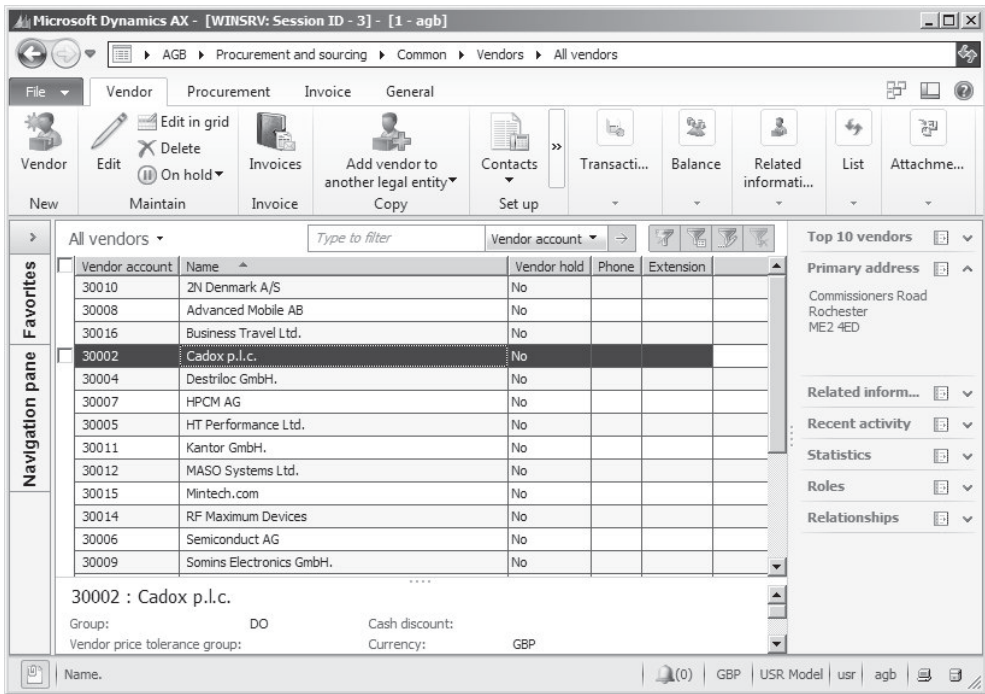 Microsoft Dynamics AX - [WINSRV: Session ID - 3] - [1 - agb]
AGB Procurement and sourcing Common Vendors All vendors
File Vendor Procurement Invoice General
Vendor
New
Edit
Edit in grid
Delete
On hold
Maintain
Invoices
Invoice
Add vendor to
another legal entity
Copy
Contacts
Set up
»
Transacti...
Balance
Related
informati...
List
Attachme...
Favorites
Navigation pane
All vendors Type to filter Vendor account
Vendor account Name Vendor hold Phone Extension
30010 2N Denmark A/S No
30008 Advanced Mobile AB No
30016 Business Travel Ltd. No
30002 Cadox p.l.c. No
30004 Destriloc GmbH. No
30007 HPCM AG No
30005 HT Performance Ltd. No
30011 Kantor GmbH. No
30012 MASO Systems Ltd. No
30015 Mintech.com No
30014 RF Maximum Devices No
30006 Semiconduct AG No
30009 Somins Electronics GmbH. No
30002 : Cadox p.l.c.
Group: DO Cash discount:
Vendor price tolerance group: Currency: GBP
Top 10 vendors
Primary address
Commissioners Road
Rochester
ME2 4ED
Related inform...
Recent activity
Statistics
Roles
Relationships
Name. (0) GBP USR Model usr agb